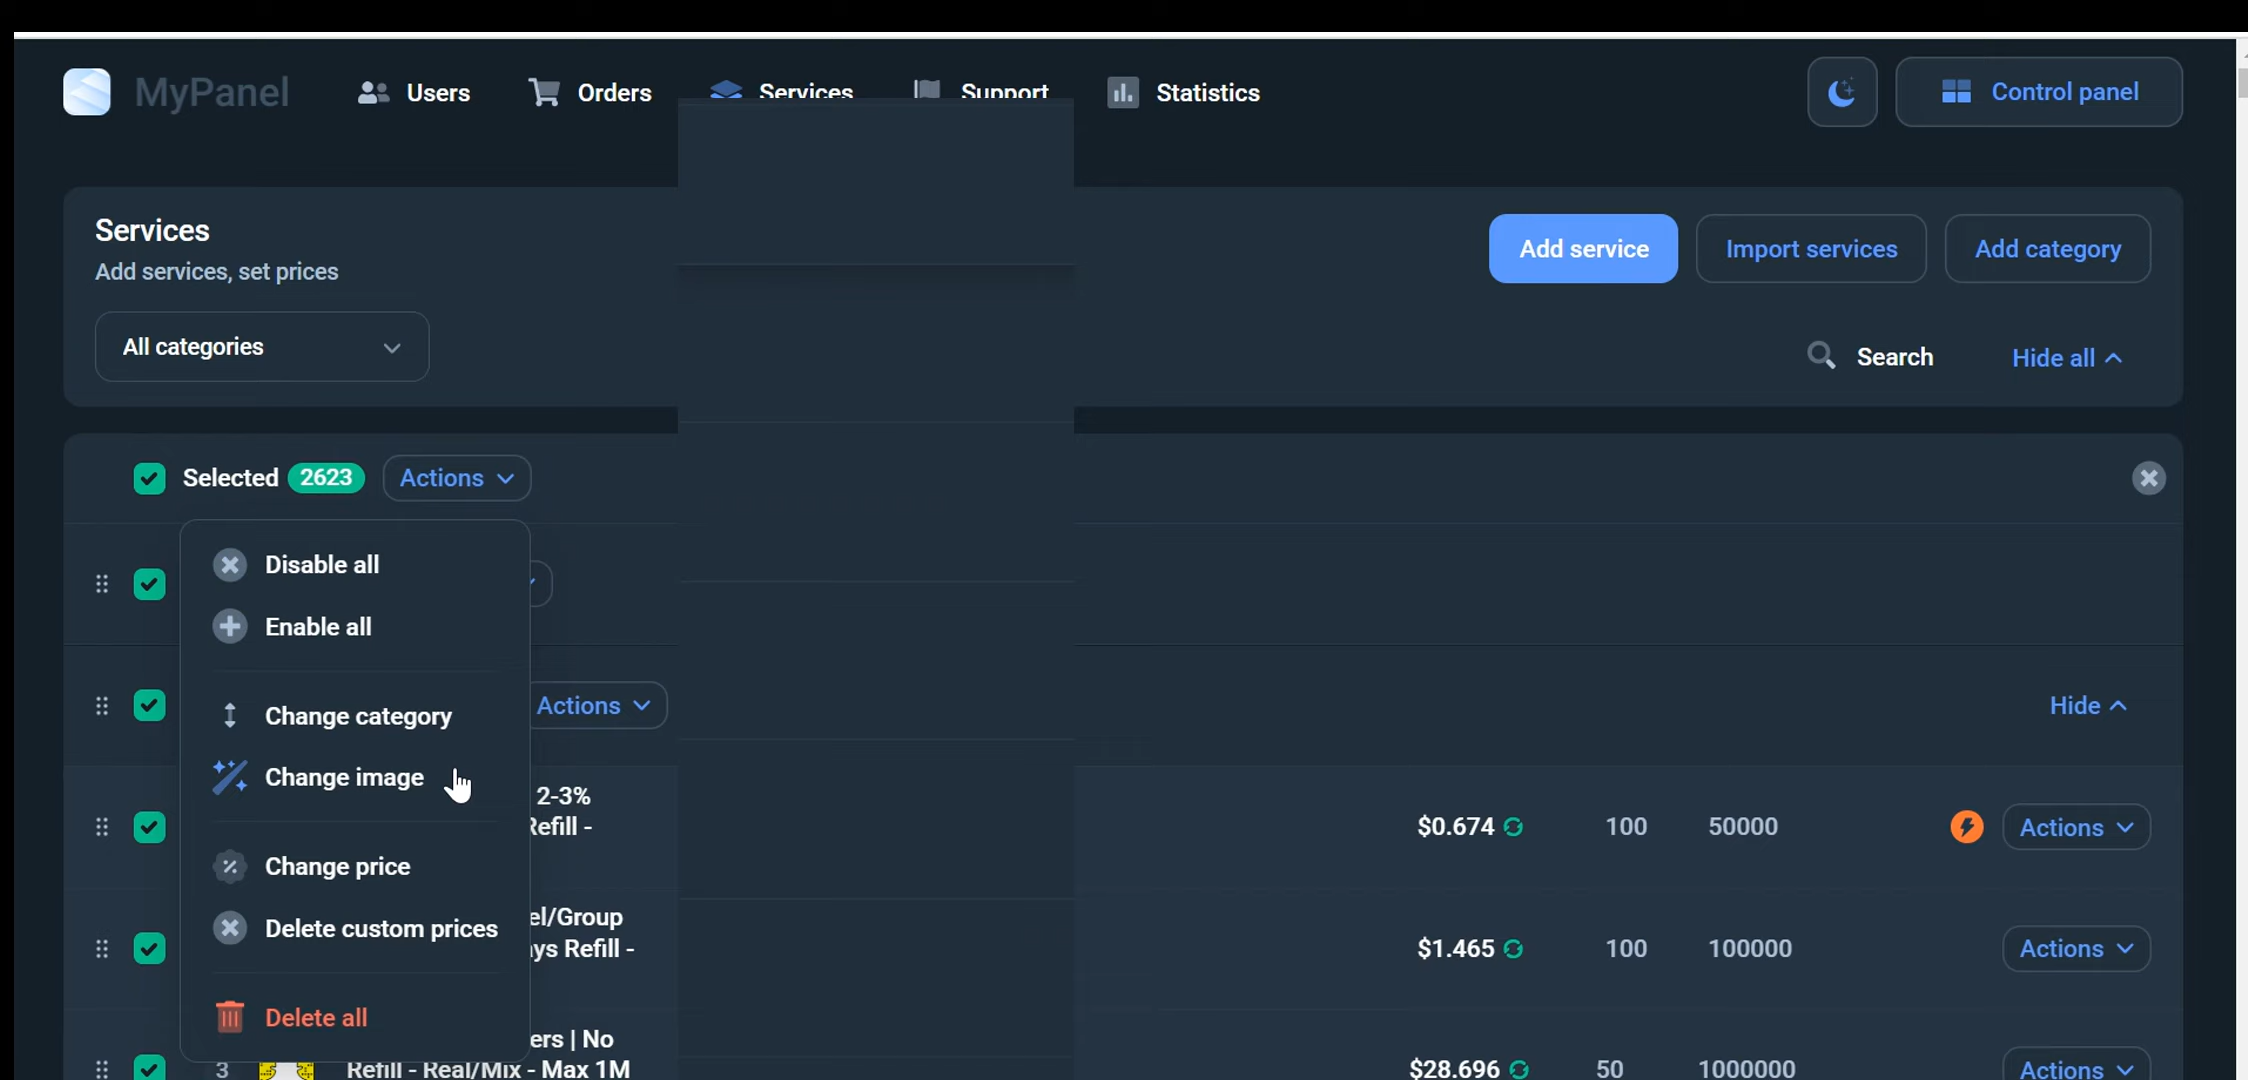 MyPanel
Users
Orders
Services
Support
Statistics
Control panel
Services
Add services, set prices
Add service
Import services
Add category
All categories
Search
Hide all
Selected 2623
Actions
Disable all
Enable all
Change category
Change image
Change price
Delete custom prices
Delete all
Actions
Hide
2-3%
Refill -
$0.674
100
50000
Actions
el/Group
ys Refill -
$1.465
100
100000
Actions
ers | No
3
Refill - Real/Mix - Max 1M
$28.696
50
1000000
Actions